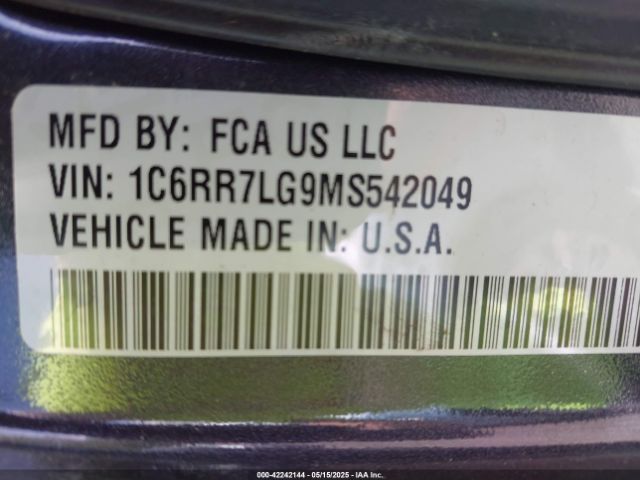 MFD BY: FCA US LLC
VIN: 1C6RR7LG9MS542049
VEHICLE MADE IN: U.S.A.
000-42242144 - 05/15/2025 - IAA Inc.